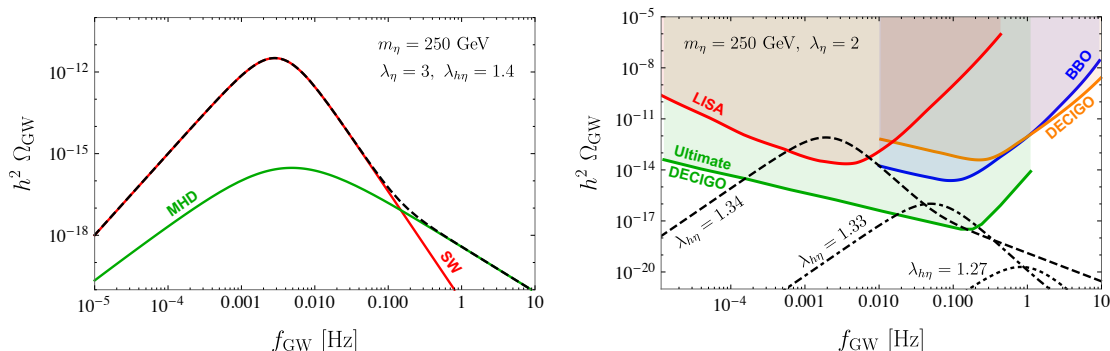 10⁻¹²
10⁻¹⁵
10⁻¹⁸
h² Ω_GW
m_η = 250 GeV
λ_η = 3, λ_hη = 1.4
MHD
SW
10⁻⁵
10⁻⁴
0.001
0.010
0.100
1
10
f_GW [Hz]
10⁻⁵
10⁻⁸
10⁻¹¹
10⁻¹⁴
10⁻¹⁷
10⁻²⁰
h² Ω_GW
m_η = 250 GeV, λ_η = 2
LISA
BBO
DECIGO
Ultimate
DECIGO
λ_hη = 1.34
λ_hη = 1.33
λ_hη = 1.27
10⁻⁴
0.001
0.010
0.100
1
10
f_GW [Hz]